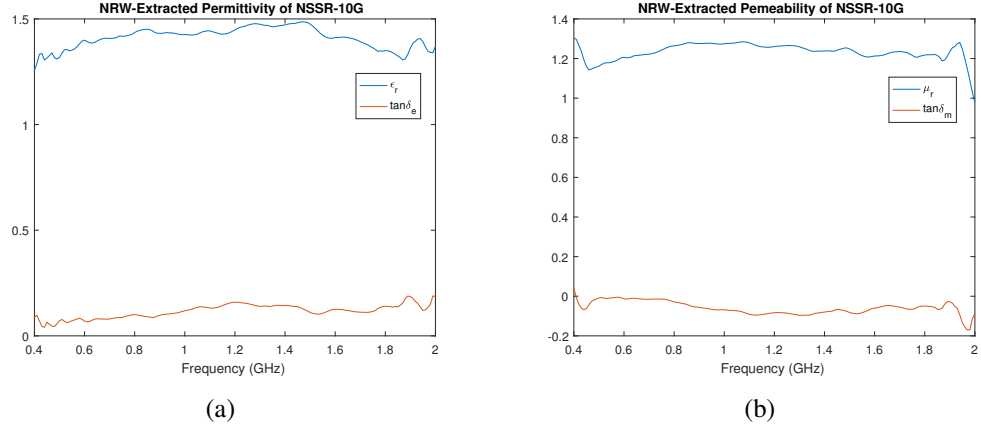 NRW-Extracted Permittivity of NSSR-10G
1.5
1
0.5
0
ϵr
tanδe
0.4 0.6 0.8 1 1.2 1.4 1.6 1.8 2
Frequency (GHz)
(a)
NRW-Extracted Pemeability of NSSR-10G
1.4
1.2
1
0.8
0.6
0.4
0.2
0
-0.2
μr
tanδm
0.4 0.6 0.8 1 1.2 1.4 1.6 1.8 2
Frequency (GHz)
(b)